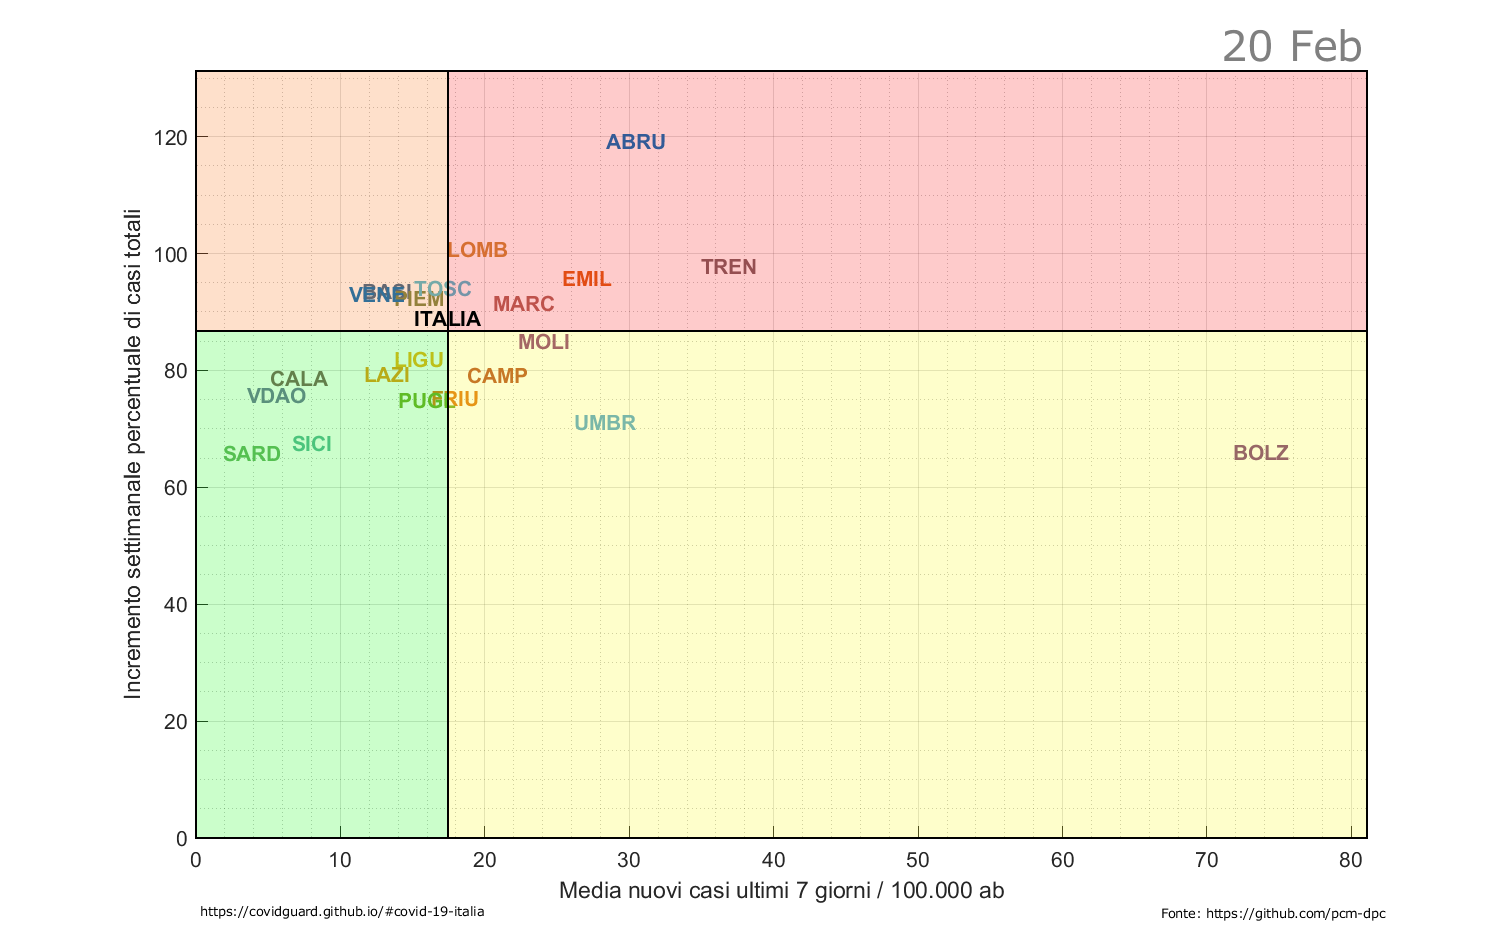 20 Feb
120
ABRU
100
LOMB
TREN
EMIL
TOSC
BASI
VENE
PIEM
MARC
ITALIA
MOLI
80
LIGU
LAZI
CAMP
CALA
VDAO
PUGL
FRIU
UMBR
SICI
SARD
BOLZ
60
40
20
0
Incremento settimanale percentuale di casi totali
0 10 20 30 40 50 60 70 80
Media nuovi casi ultimi 7 giorni / 100.000 ab
https://covidguard.github.io/#covid-19-italia
Fonte: https://github.com/pcm-dpc